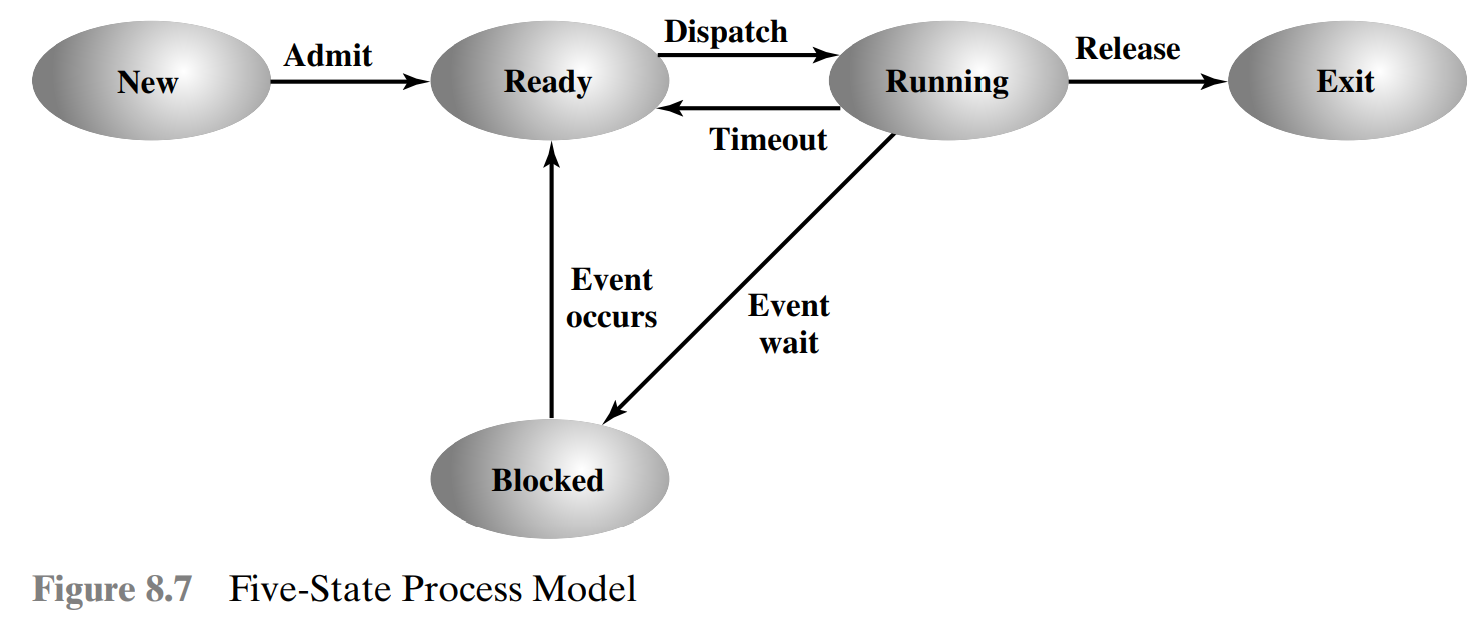 Dispatch
Admit
Release
New
Ready
Running
Exit
Timeout
Event
occurs
Event
wait
Blocked
Figure 8.7 Five-State Process Model